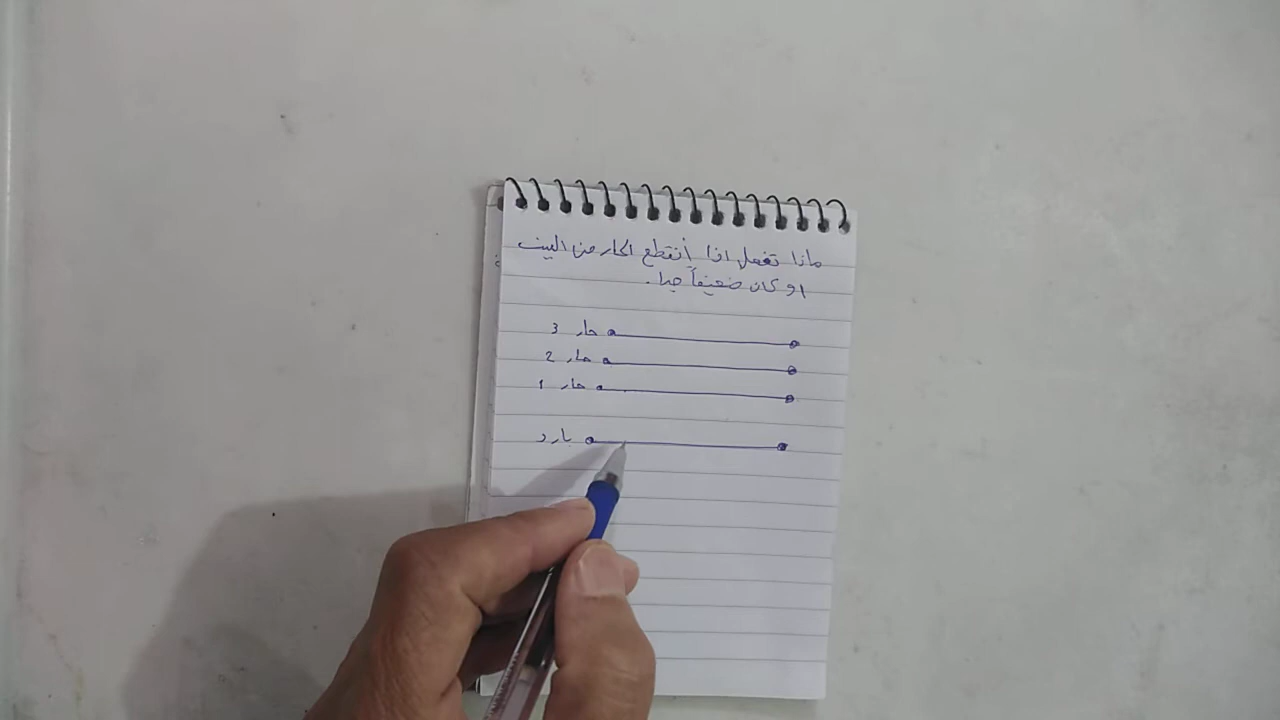 ماذا تفعل اذا أنقطع الحار من البيت
او كان ضعيفاً جدا.
حار 3
حار 2
حار 1
بارد